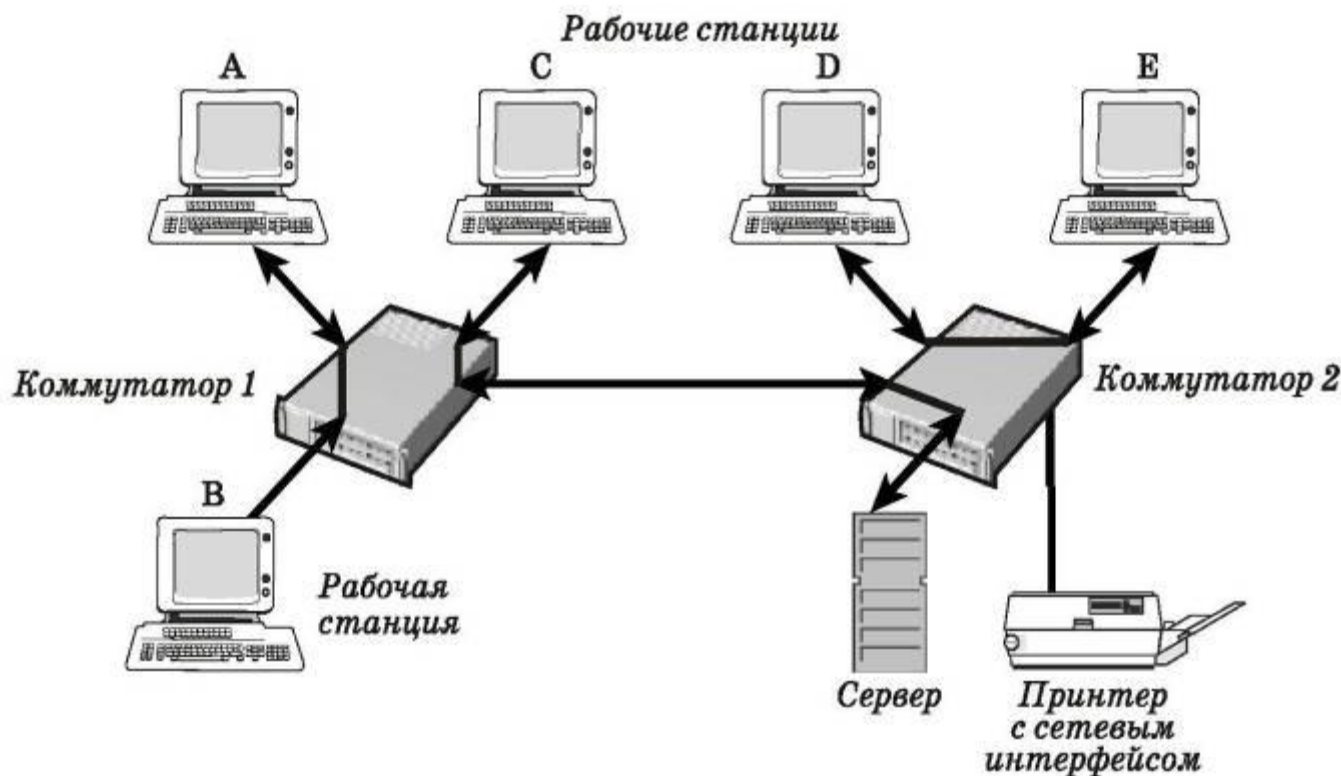 Рабочие станции
A
C
D
E
Коммутатор 1
Коммутатор 2
B
Рабочая
станция
Сервер
Принтер
с сетевым
интерфейсом